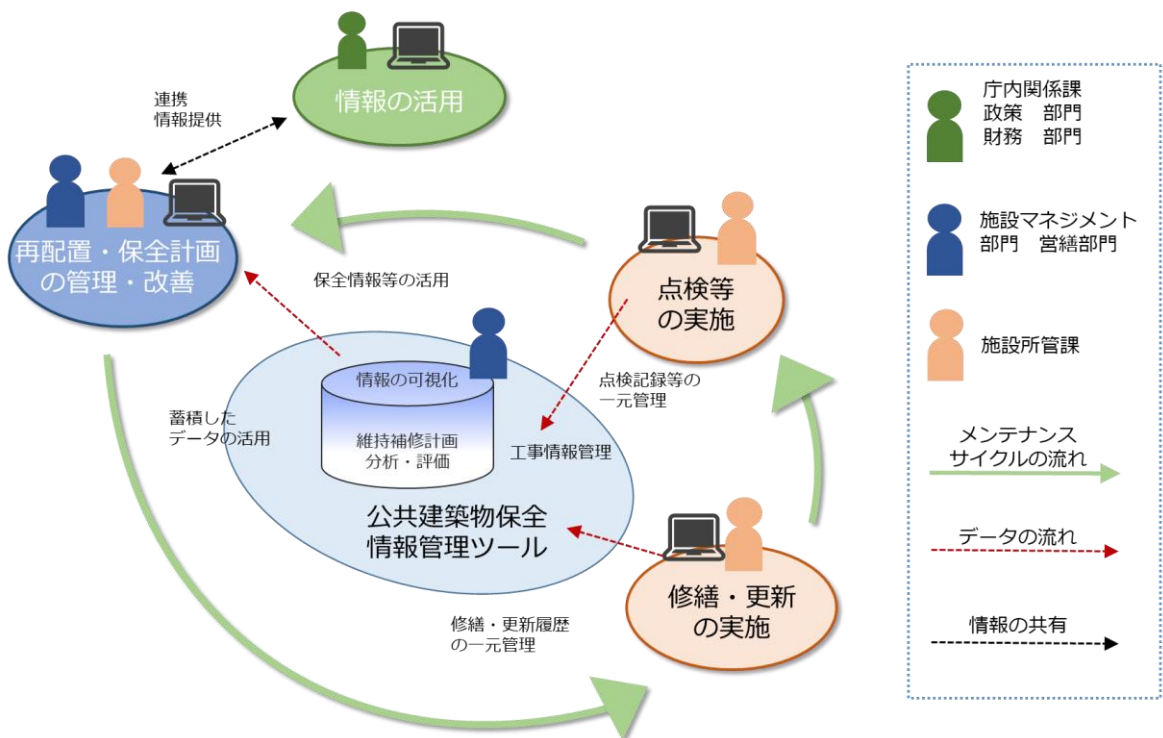 情報の活用
連携
情報提供
再配置・保全計画
の管理・改善
保全情報等の活用
点検等
の実施
点検記録等の
一元管理
情報の可視化
維持補修計画
分析・評価
蓄積した
データの活用
工事情報管理
公共建築物保全
情報管理ツール
修繕・更新
の実施
修繕・更新履歴
の一元管理
庁内関係課
政策　部門
財務　部門
施設マネジメント
部門　営繕部門
施設所管課
メンテナンス
サイクルの流れ
データの流れ
情報の共有